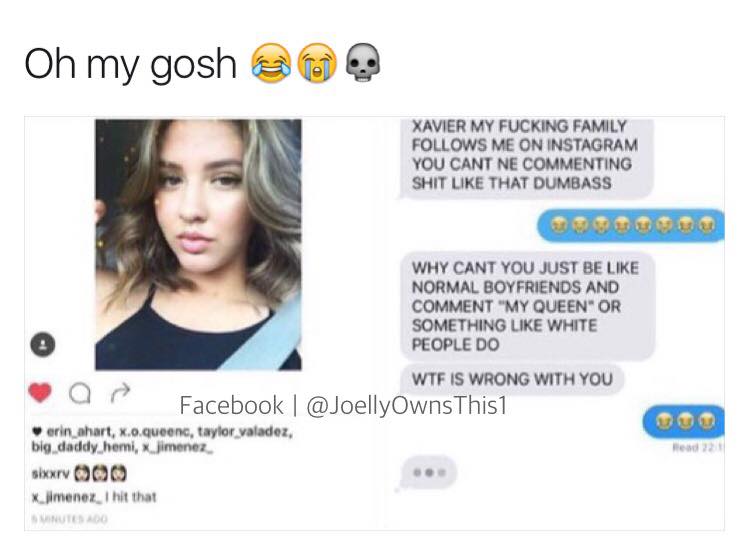 Oh my gosh 😂😭💀
XAVIER MY FUCKING FAMILY
FOLLOWS ME ON INSTAGRAM
YOU CANT NE COMMENTING
SHIT LIKE THAT DUMBASS
😂😂😂😂😂😂😂😂
WHY CANT YOU JUST BE LIKE
NORMAL BOYFRIENDS AND
COMMENT "MY QUEEN" OR
SOMETHING LIKE WHITE
PEOPLE DO
WTF IS WRONG WITH YOU
😂😂😂
Read 22:1
Facebook | @JoellyOwnsThis1
♥ erin_ahart, x.o.queenc, taylor_valadez,
big_daddy_hemi, x_jimenez_
sixxrv 👸👸👸
x_jimenez_ I hit that
5 MINUTES AGO